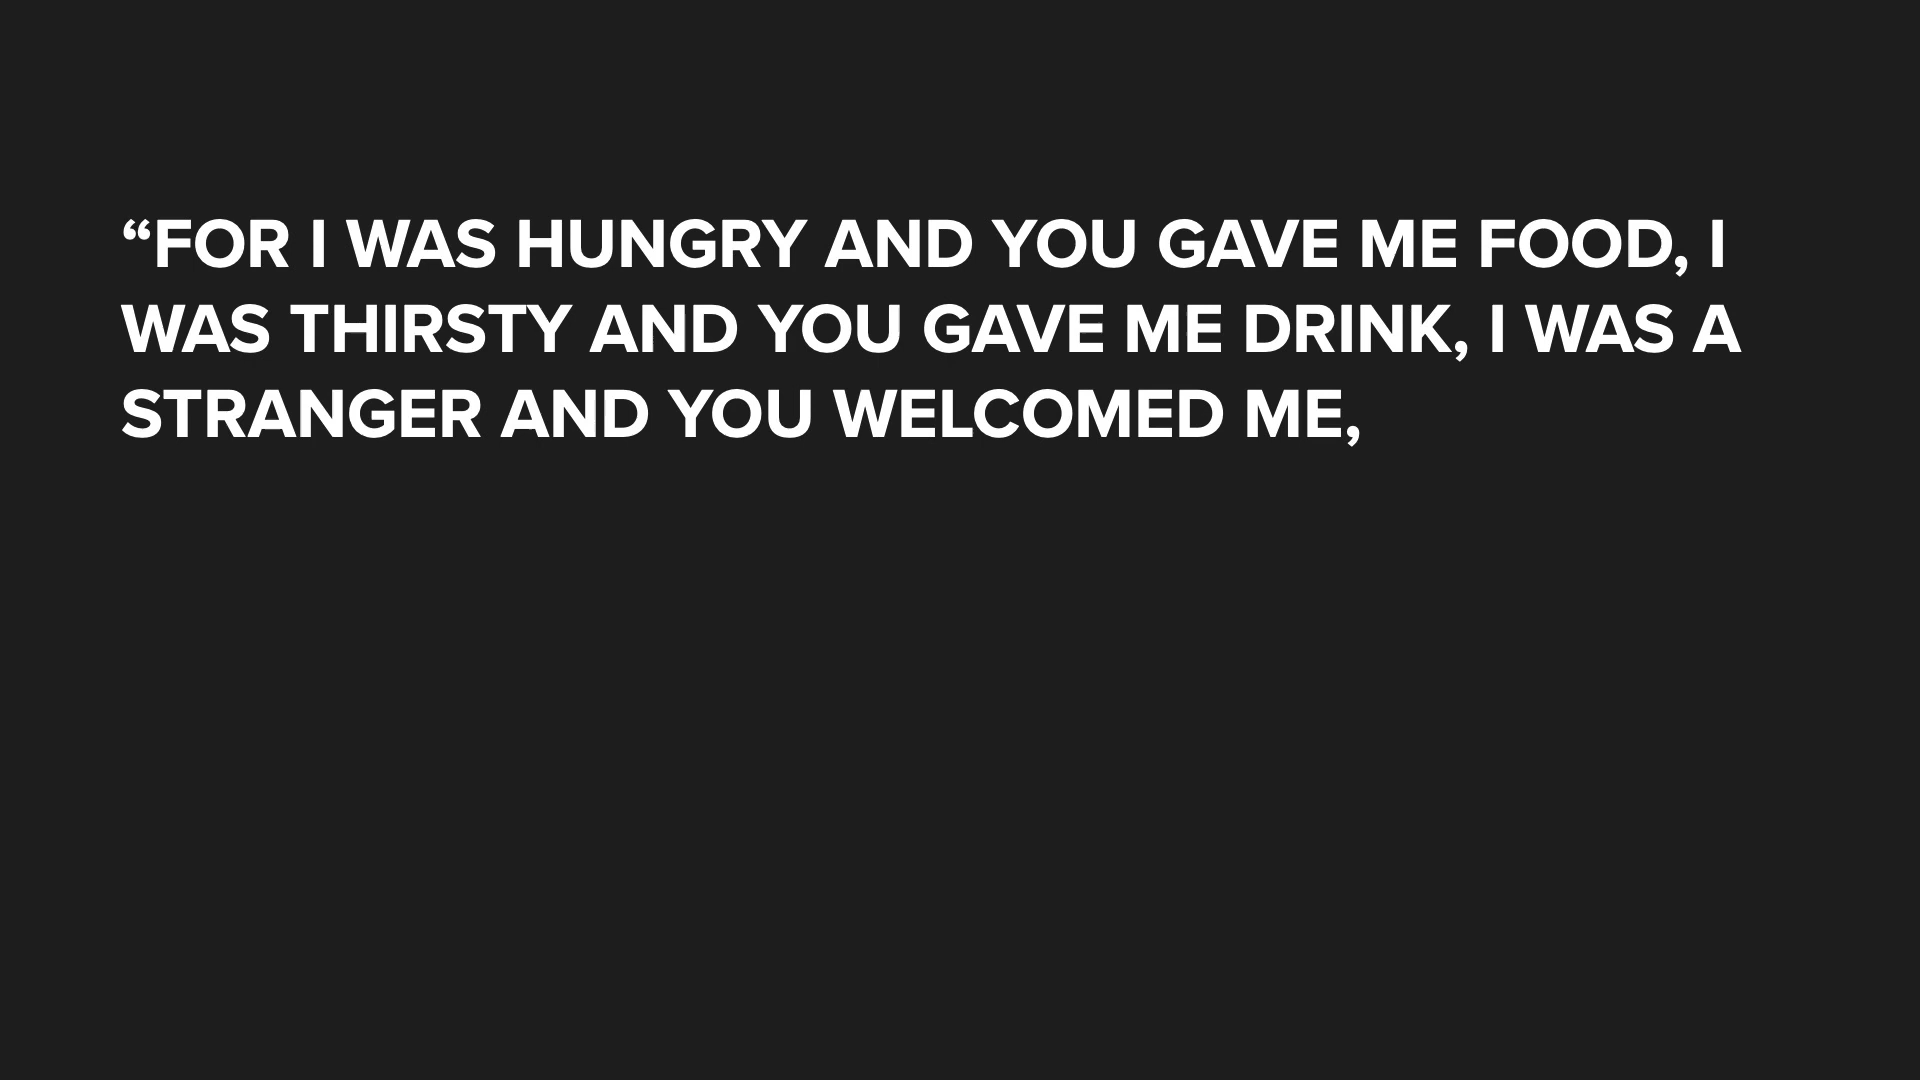 “FOR I WAS HUNGRY AND YOU GAVE ME FOOD, I
WAS THIRSTY AND YOU GAVE ME DRINK, I WAS A
STRANGER AND YOU WELCOMED ME,